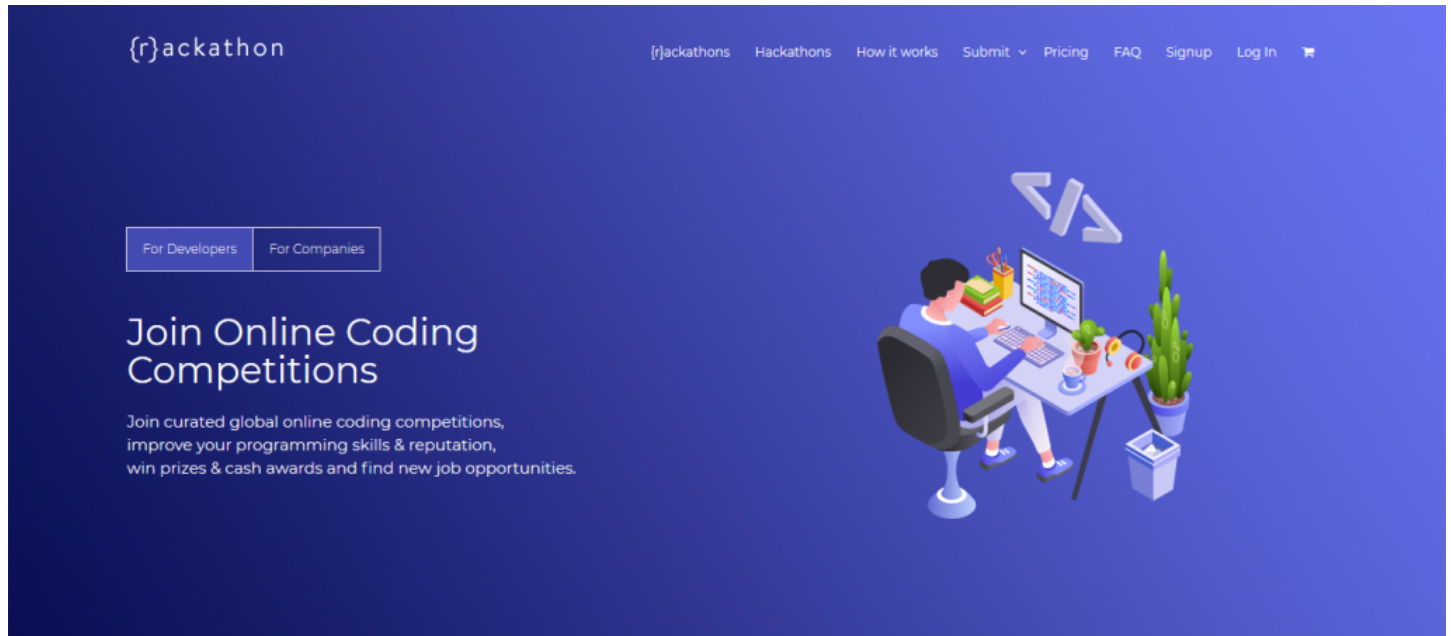 {r}ackathon
{r}ackathons Hackathons How it works Submit Pricing FAQ Signup Log In
</>
For Developers For Companies
Join Online Coding
Competitions
Join curated global online coding competitions,
improve your programming skills & reputation,
win prizes & cash awards and find new job opportunities.